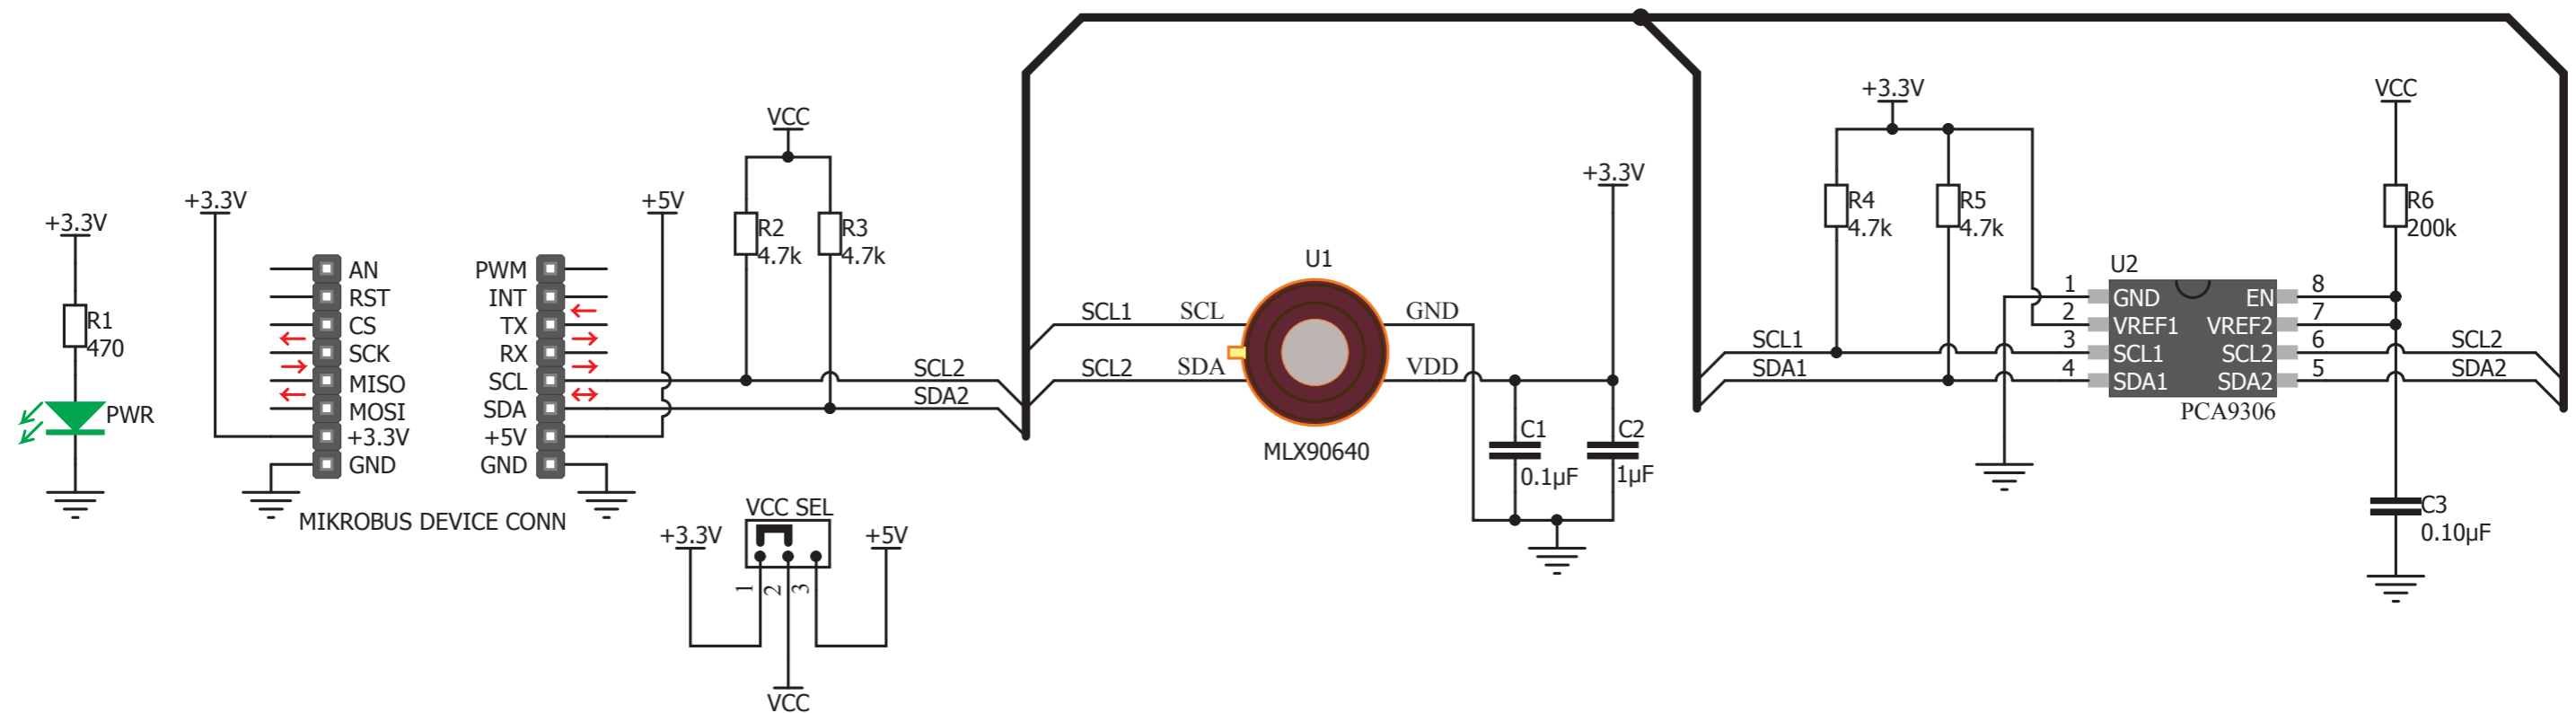 +3.3V
R1
470
PWR
+3.3V
AN
RST
CS
SCK
MISO
MOSI
+3.3V
GND
PWM
INT
TX
RX
SCL
SDA
+5V
GND
MIKROBUS DEVICE CONN
+5V
VCC
R2
4.7k
R3
4.7k
SCL2
SDA2
VCC SEL
+3.3V
+5V
1
2
3
VCC
SCL1
SCL2
SCL
SDA
U1
MLX90640
GND
VDD
+3.3V
C1
0.1µF
C2
1µF
+3.3V
R4
4.7k
R5
4.7k
SCL1
SDA1
U2
1
2
3
4
GND
VREF1
SCL1
SDA1
EN
VREF2
SCL2
SDA2
8
7
6
5
PCA9306
VCC
R6
200k
SCL2
SDA2
C3
0.10µF